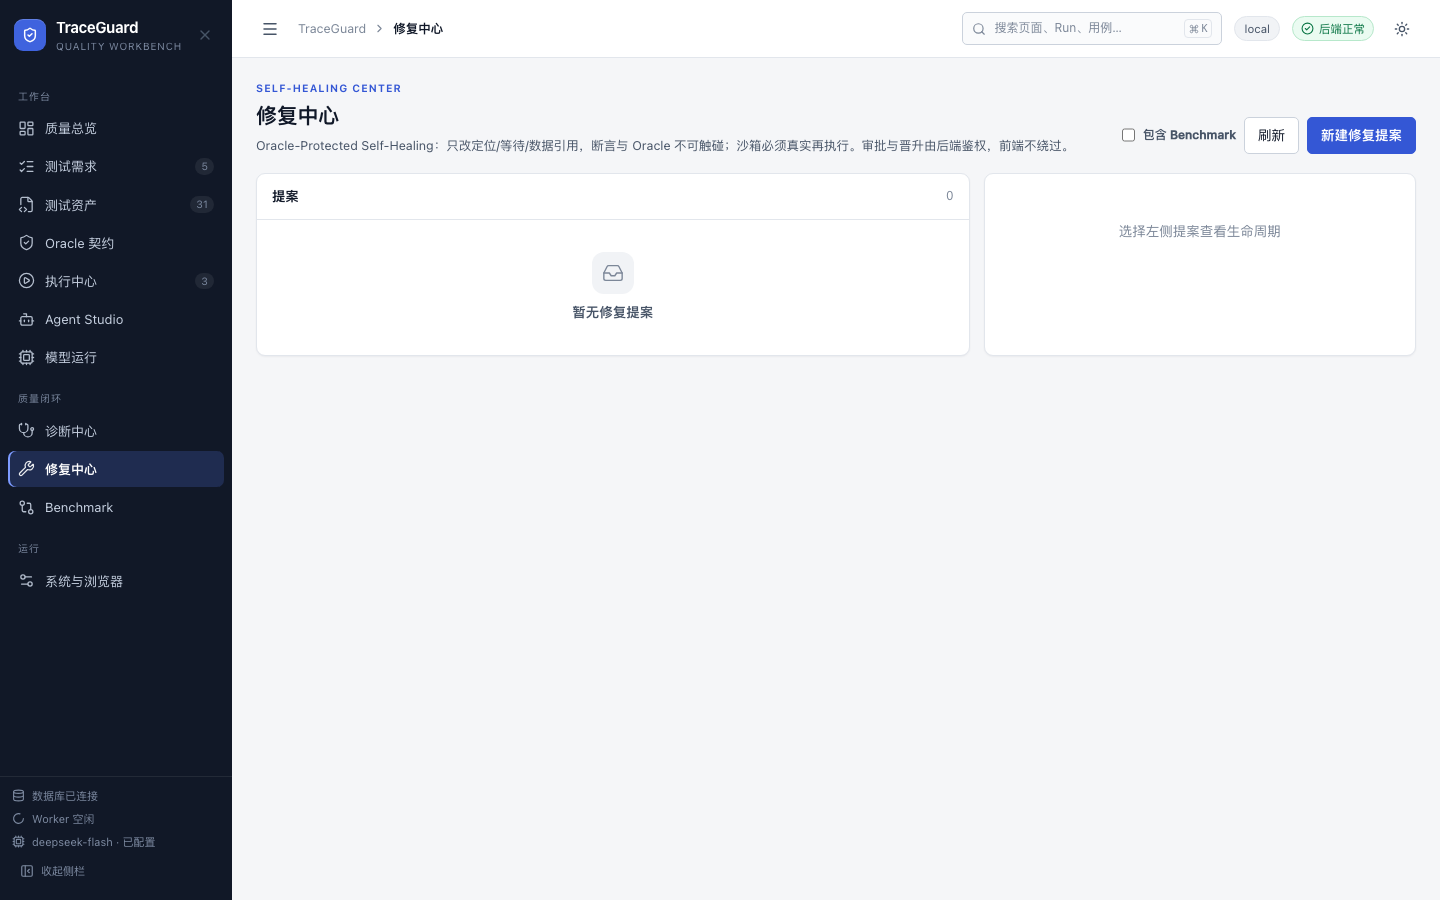 TraceGuard
QUALITY WORKBENCH
工作台
质量总览
测试需求 5
测试资产 31
Oracle 契约
执行中心 3
Agent Studio
模型运行
质量闭环
诊断中心
修复中心
Benchmark
运行
系统与浏览器
数据库已连接
Worker 空闲
deepseek-flash · 已配置
收起侧栏
TraceGuard > 修复中心
搜索页面、Run、用例... ⌘ K
local
后端正常
SELF-HEALING CENTER
修复中心
Oracle-Protected Self-Healing：只改定位/等待/数据引用，断言与 Oracle 不可触碰；沙箱必须真实再执行。审批与晋升由后端鉴权，前端不绕过。
包含 Benchmark
刷新
新建修复提案
提案 0
暂无修复提案
选择左侧提案查看生命周期